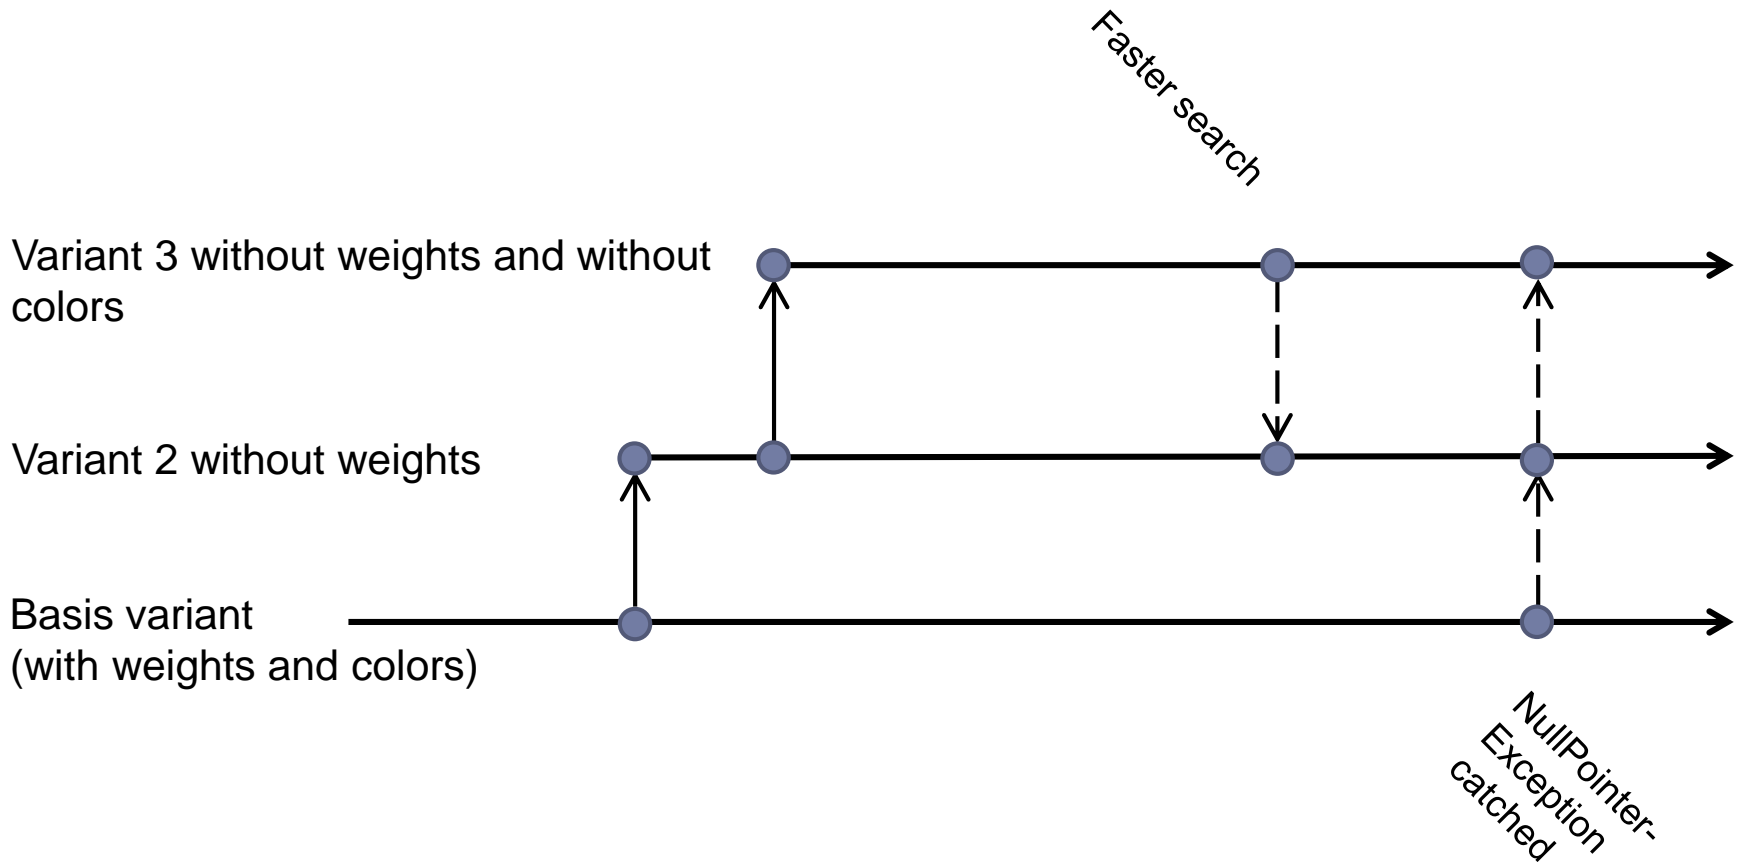 Faster search
Variant 3 without weights and without
colors
Variant 2 without weights
Basis variant
(with weights and colors)
NullPointer-
Exception
catched